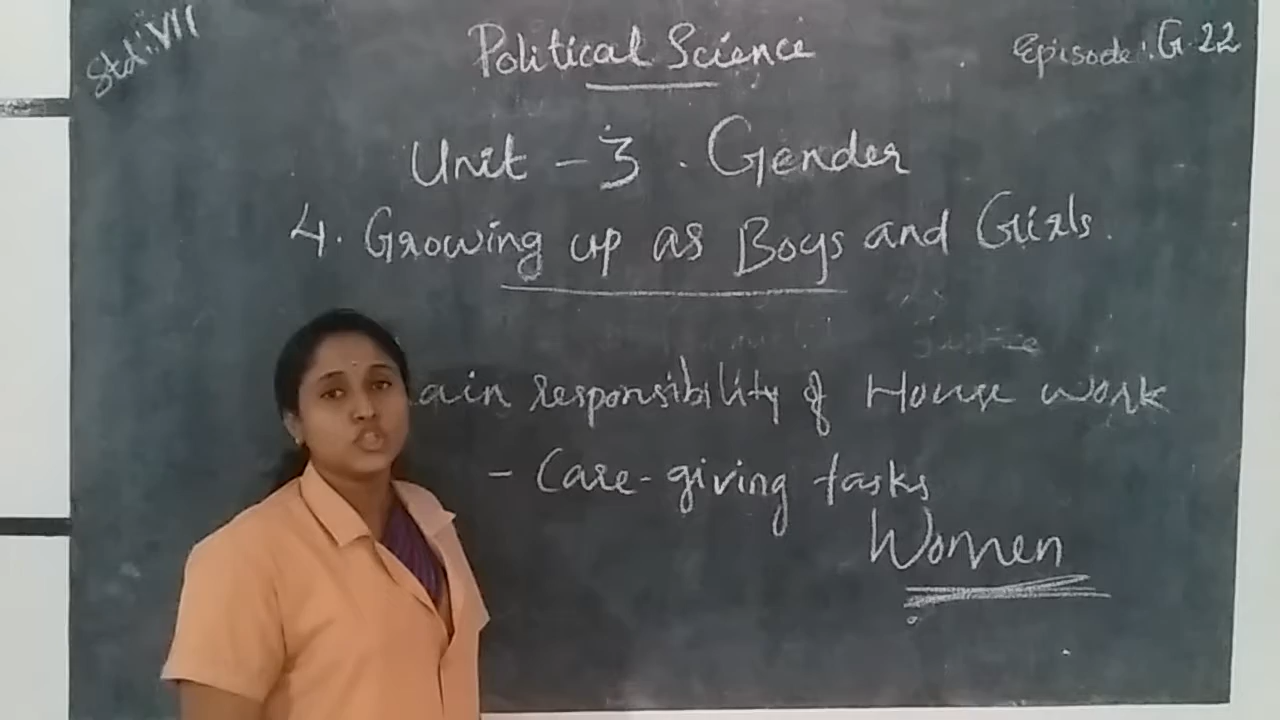 Std: VII
Political Science
Episode: G 22
Unit - 3. Gender
4. Growing up as Boys and Girls.
ain responsibility of House work
- Care-giving tasks
Women